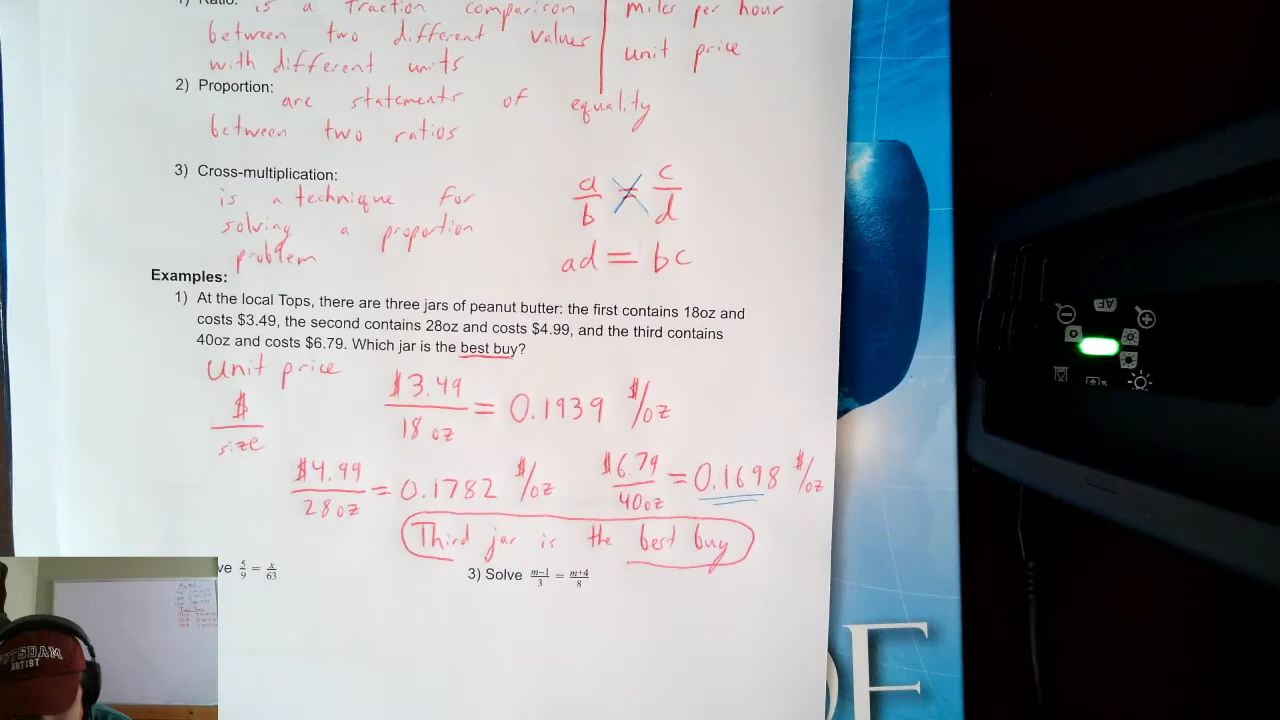 1) Ratio: is a fraction comparison
between two different values
with different units
miles per hour
unit price
2) Proportion: are statements of equality
between two ratios
3) Cross-multiplication:
is a technique for
solving a proportion
problem
a/b = c/d
ad = bc
Examples:
1) At the local Tops, there are three jars of peanut butter: the first contains 18oz and
costs $3.49, the second contains 28oz and costs $4.99, and the third contains
40oz and costs $6.79. Which jar is the best buy?
Unit price
$/size
$3.49/18 oz = 0.1939 $/oz
$4.99/28 oz = 0.1782 $/oz
$6.79/40oz = 0.1698 $/oz
Third jar is the best buy
ve 5/9 = x/63
3) Solve m-1/3 = m+4/8
POTSDAM
ARTIST
AF